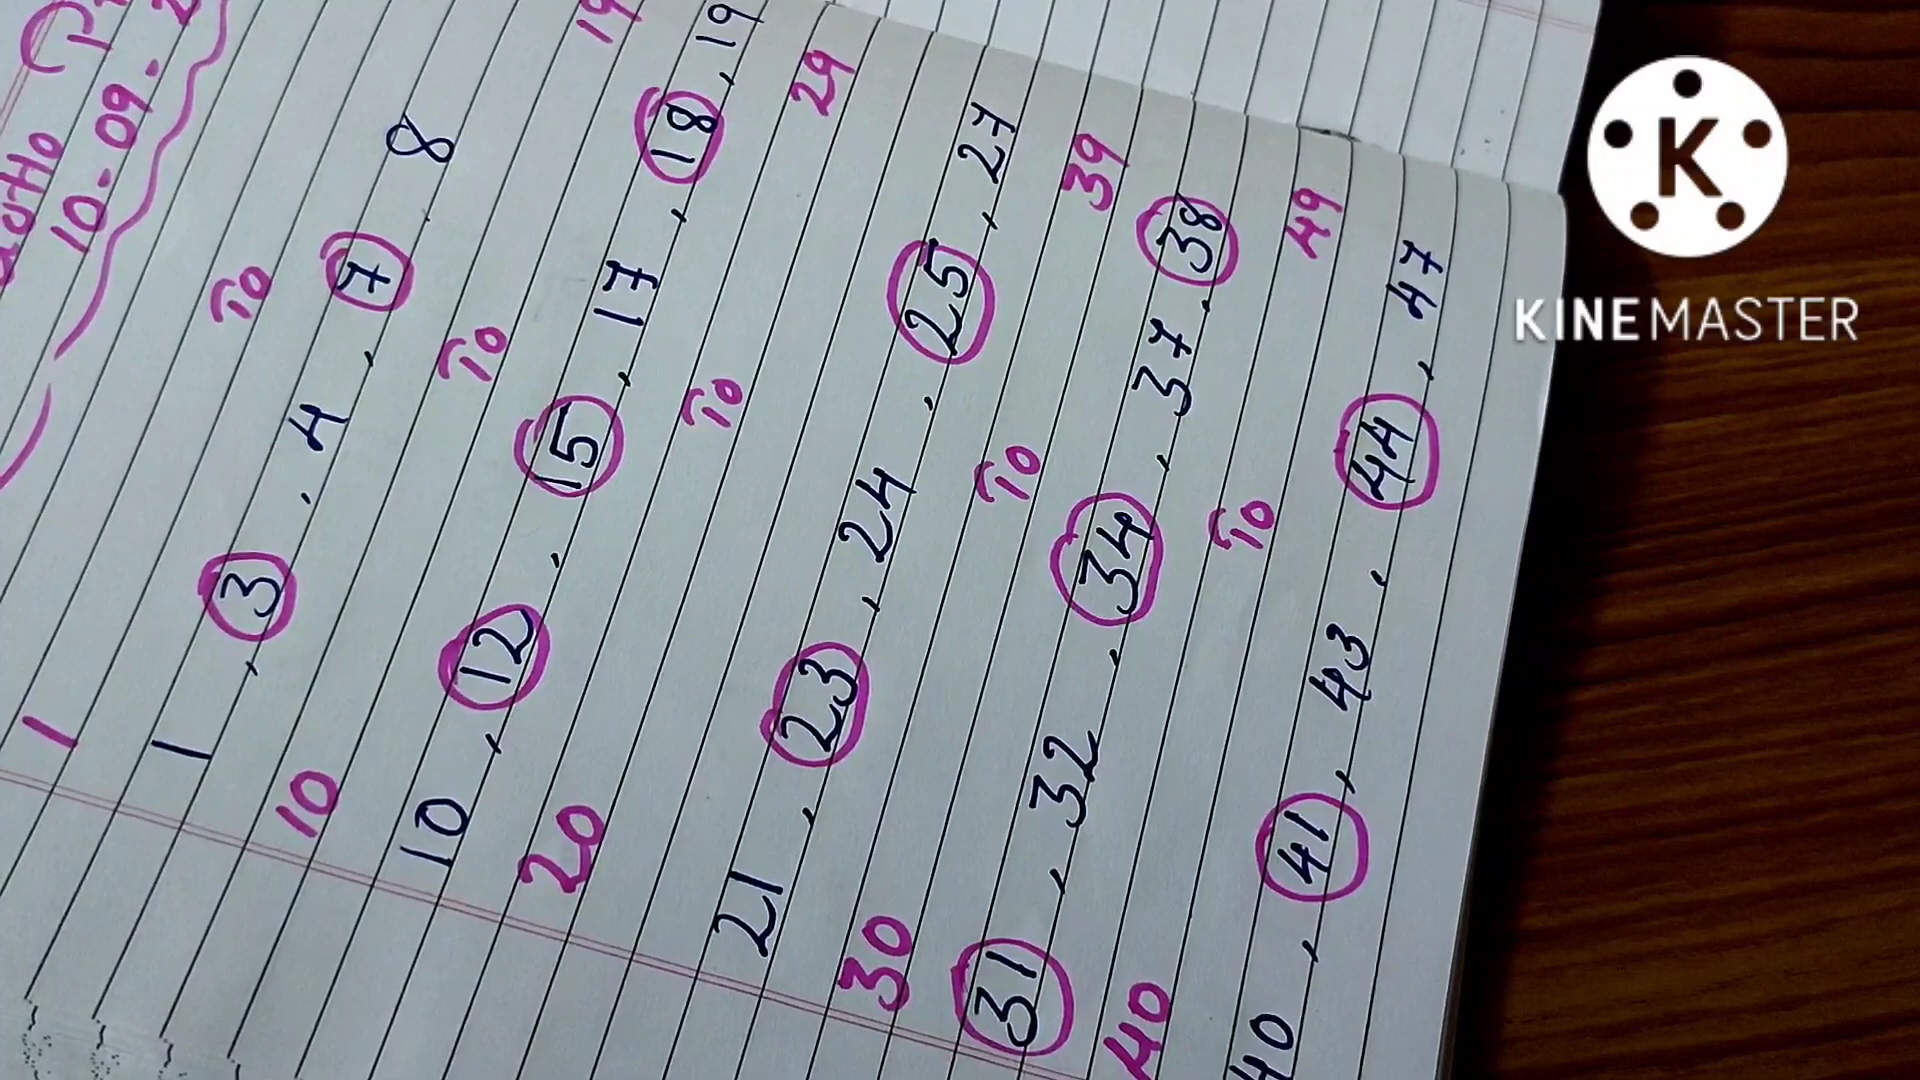 10-09-2
1 To
1, 3, 4, 7, 8
10 To 19
10, 12, 15, 17, 18, 19
20 To 29
21, 23, 24, 25, 27
30 To 39
31, 32, 34, 37, 38
40 To 49
40, 41, 43, 44, 47
K
KINEMASTER